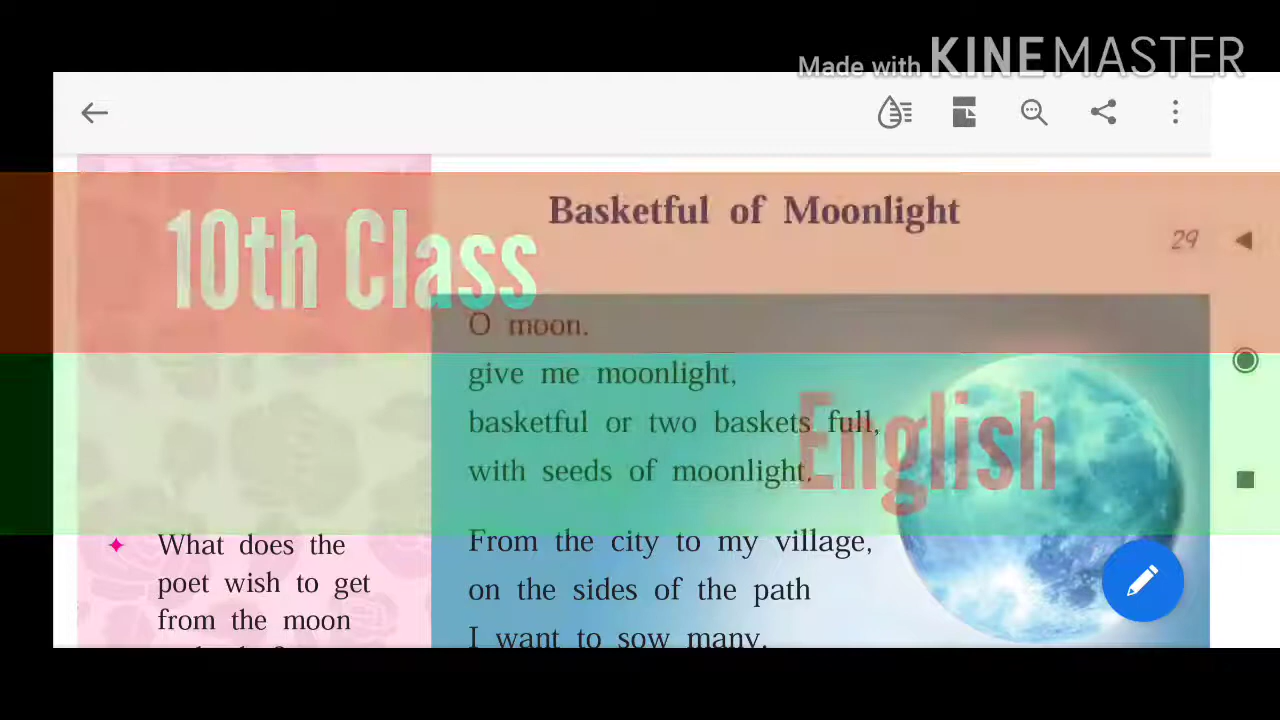 Made with KINEMASTER
Basketful of Moonlight
29
10th Class
O moon.
give me moonlight,
basketful or two baskets full,
with seeds of moonlight.
English
From the city to my village,
on the sides of the path
I want to sow many.
What does the
poet wish to get
from the moon